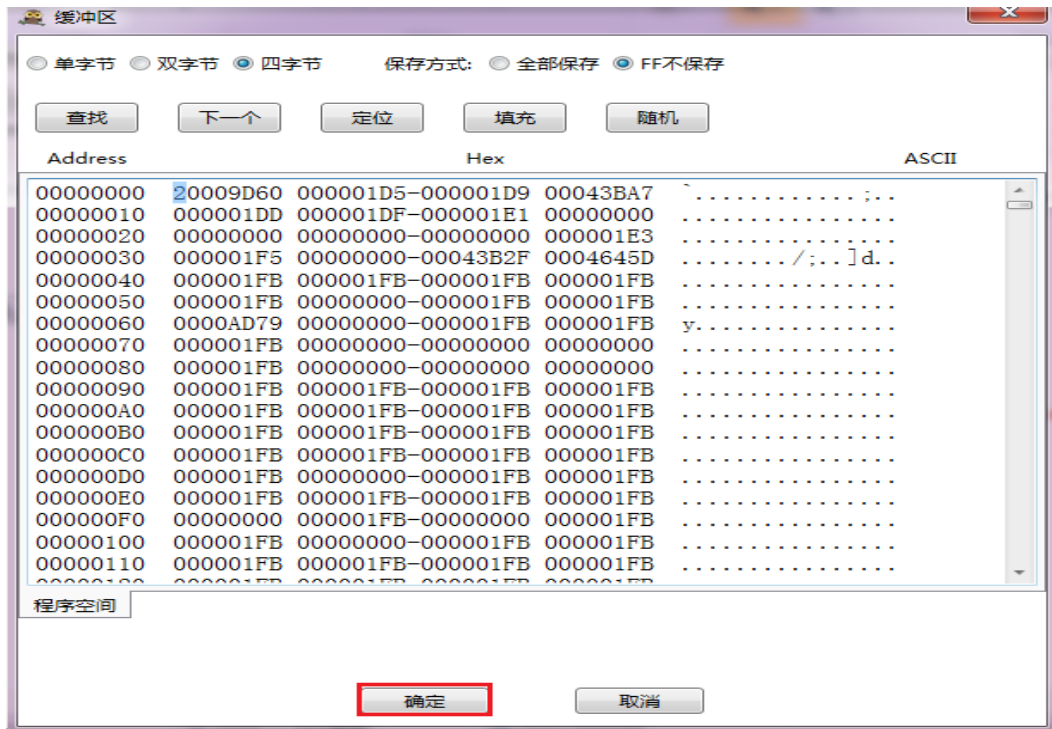 缓冲区
单字节 双字节 四字节 保存方式: 全部保存 FF不保存
查找 下一个 定位 填充 随机
Address Hex ASCII
00000000 20009D60 000001D5-000001D9 00043BA7 `............;..
00000010 000001DD 000001DF-000001E1 00000000 ................
00000020 00000000 00000000-00000000 000001E3 ................
00000030 000001F5 00000000-00043B2F 0004645D ......../;..]d..
00000040 000001FB 000001FB-000001FB 000001FB ................
00000050 000001FB 00000000-000001FB 000001FB ................
00000060 0000AD79 00000000-000001FB 000001FB y...............
00000070 000001FB 00000000-00000000 00000000 ................
00000080 000001FB 00000000-00000000 00000000 ................
00000090 000001FB 000001FB-000001FB 000001FB ................
000000A0 000001FB 000001FB-000001FB 000001FB ................
000000B0 000001FB 000001FB-000001FB 000001FB ................
000000C0 000001FB 000001FB-000001FB 000001FB ................
000000D0 000001FB 00000000-000001FB 000001FB ................
000000E0 000001FB 000001FB-000001FB 000001FB ................
000000F0 00000000 000001FB-00000000 000001FB ................
00000100 000001FB 00000000-000001FB 000001FB ................
00000110 000001FB 000001FB-000001FB 000001FB ................
程序空间
确定 取消